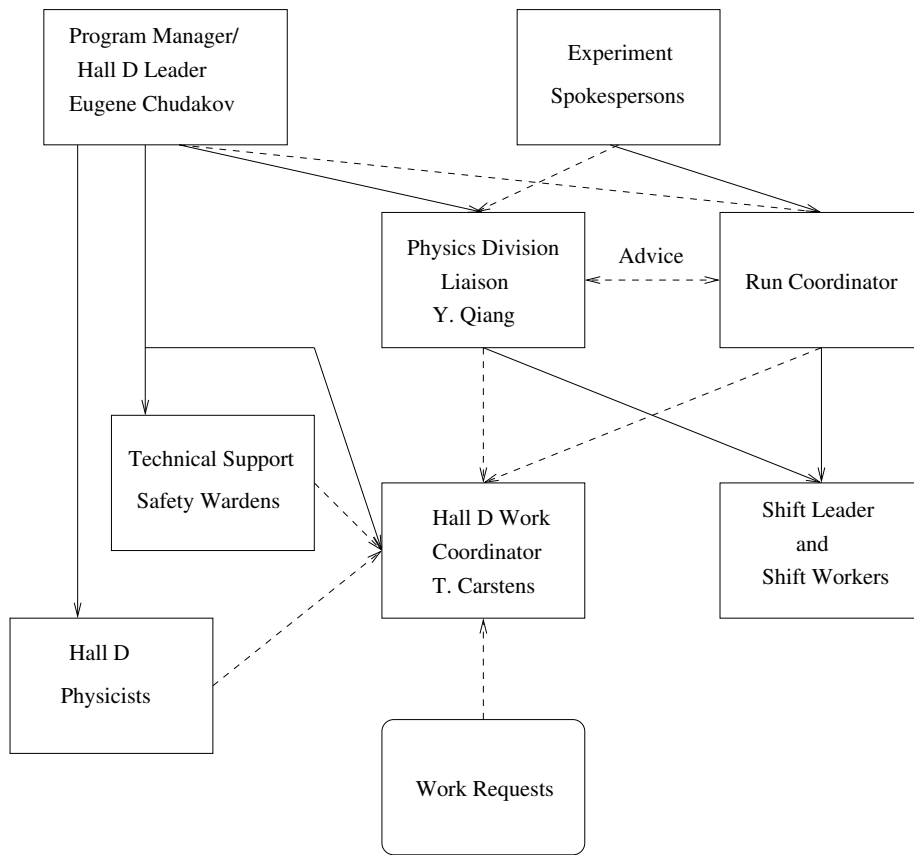 Program Manager/
Hall D Leader
Eugene Chudakov
Experiment
Spokespersons
Physics Division
Liaison
Y. Qiang
Advice
Run Coordinator
Technical Support
Safety Wardens
Hall D Work
Coordinator
T. Carstens
Shift Leader
and
Shift Workers
Hall D
Physicists
Work Requests